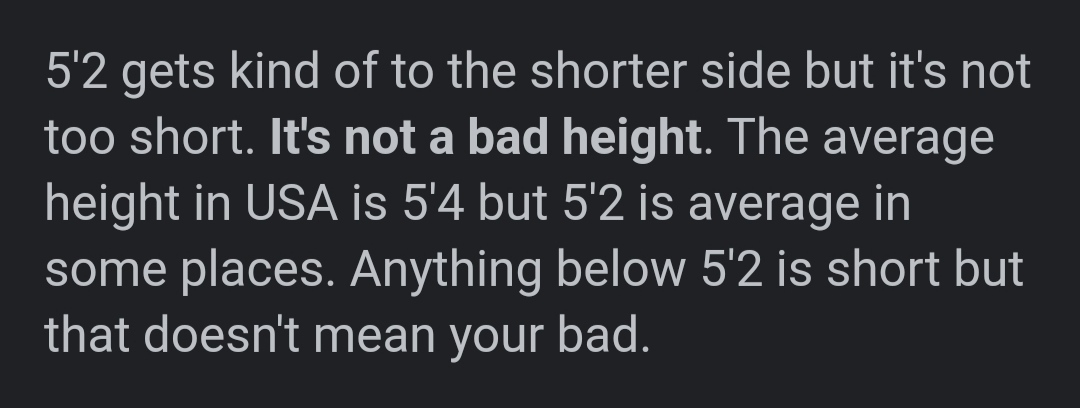 5'2 gets kind of to the shorter side but it's not
too short. It's not a bad height. The average
height in USA is 5'4 but 5'2 is average in
some places. Anything below 5'2 is short but
that doesn't mean your bad.